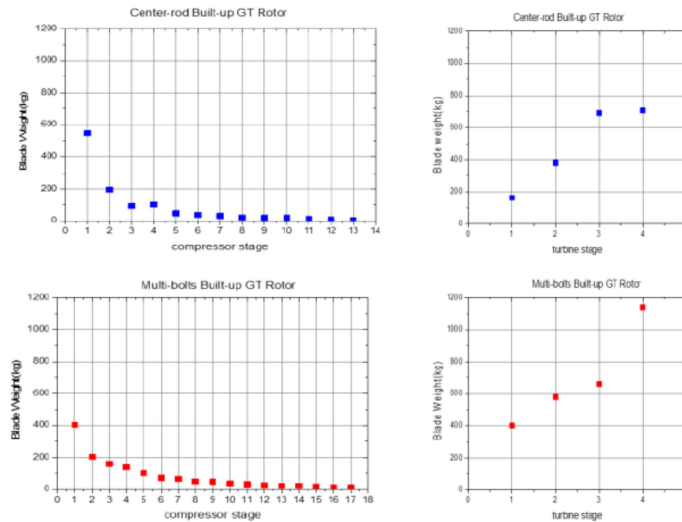 Center-rod Built-up GT Rotor
Blade Weight(kg)
1200
1000
800
600
400
200
0
0 1 2 3 4 5 6 7 8 9 10 11 12 13 14
compressor stage
Center-rod Built-up GT Rotor
Blade weight(kg)
1200
1000
800
600
400
200
0
0 1 2 3 4
turbine stage
Multi-bolts Built-up GT Rotor
Blade Weight(kg)
1200
1000
800
600
400
200
0
0 1 2 3 4 5 6 7 8 9 10 11 12 13 14 15 16 17 18
compressor stage
Multi-bolts Built-up GT Rotor
Blade Weight(kg)
1200
1000
800
600
400
200
0
0 1 2 3 4
turbine stage